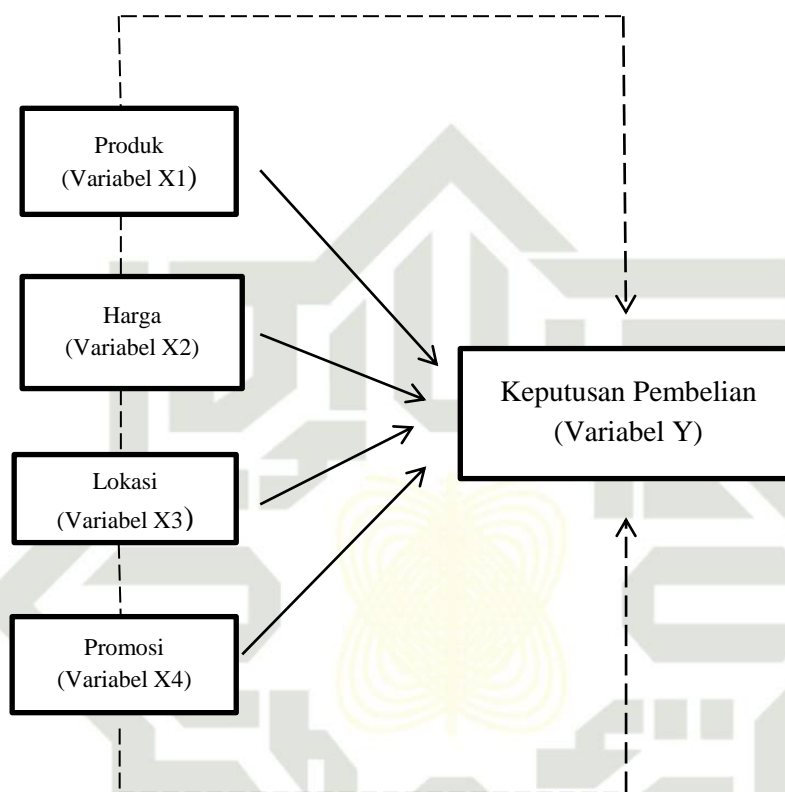 Produk
(Variabel X1)
Harga
(Variabel X2)
Lokasi
(Variabel X3)
Promosi
(Variabel X4)
Keputusan Pembelian
(Variabel Y)